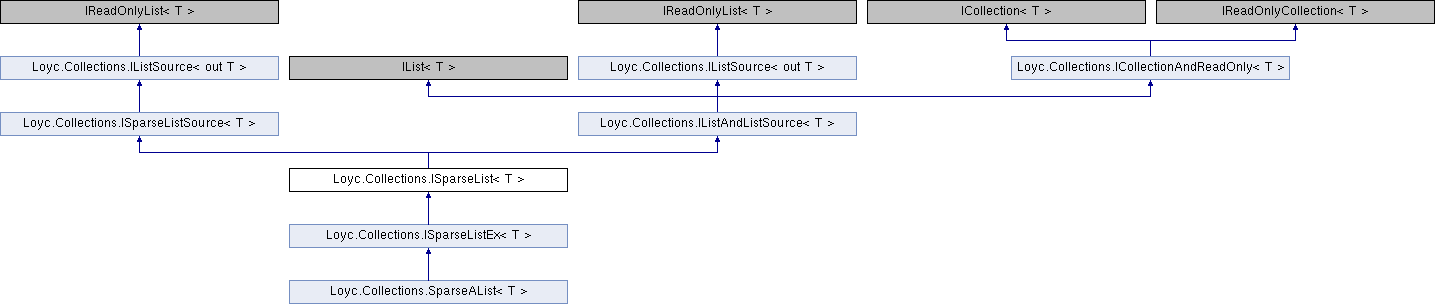 IReadOnlyList< T >
IReadOnlyList< T >
ICollection< T >
IReadOnlyCollection< T >
Loyc.Collections.IListSource< out T >
IList< T >
Loyc.Collections.IListSource< out T >
Loyc.Collections.ICollectionAndReadOnly< T >
Loyc.Collections.ISparseListSource< T >
Loyc.Collections.IListAndListSource< T >
Loyc.Collections.ISparseList< T >
Loyc.Collections.ISparseListEx< T >
Loyc.Collections.SparseAList< T >